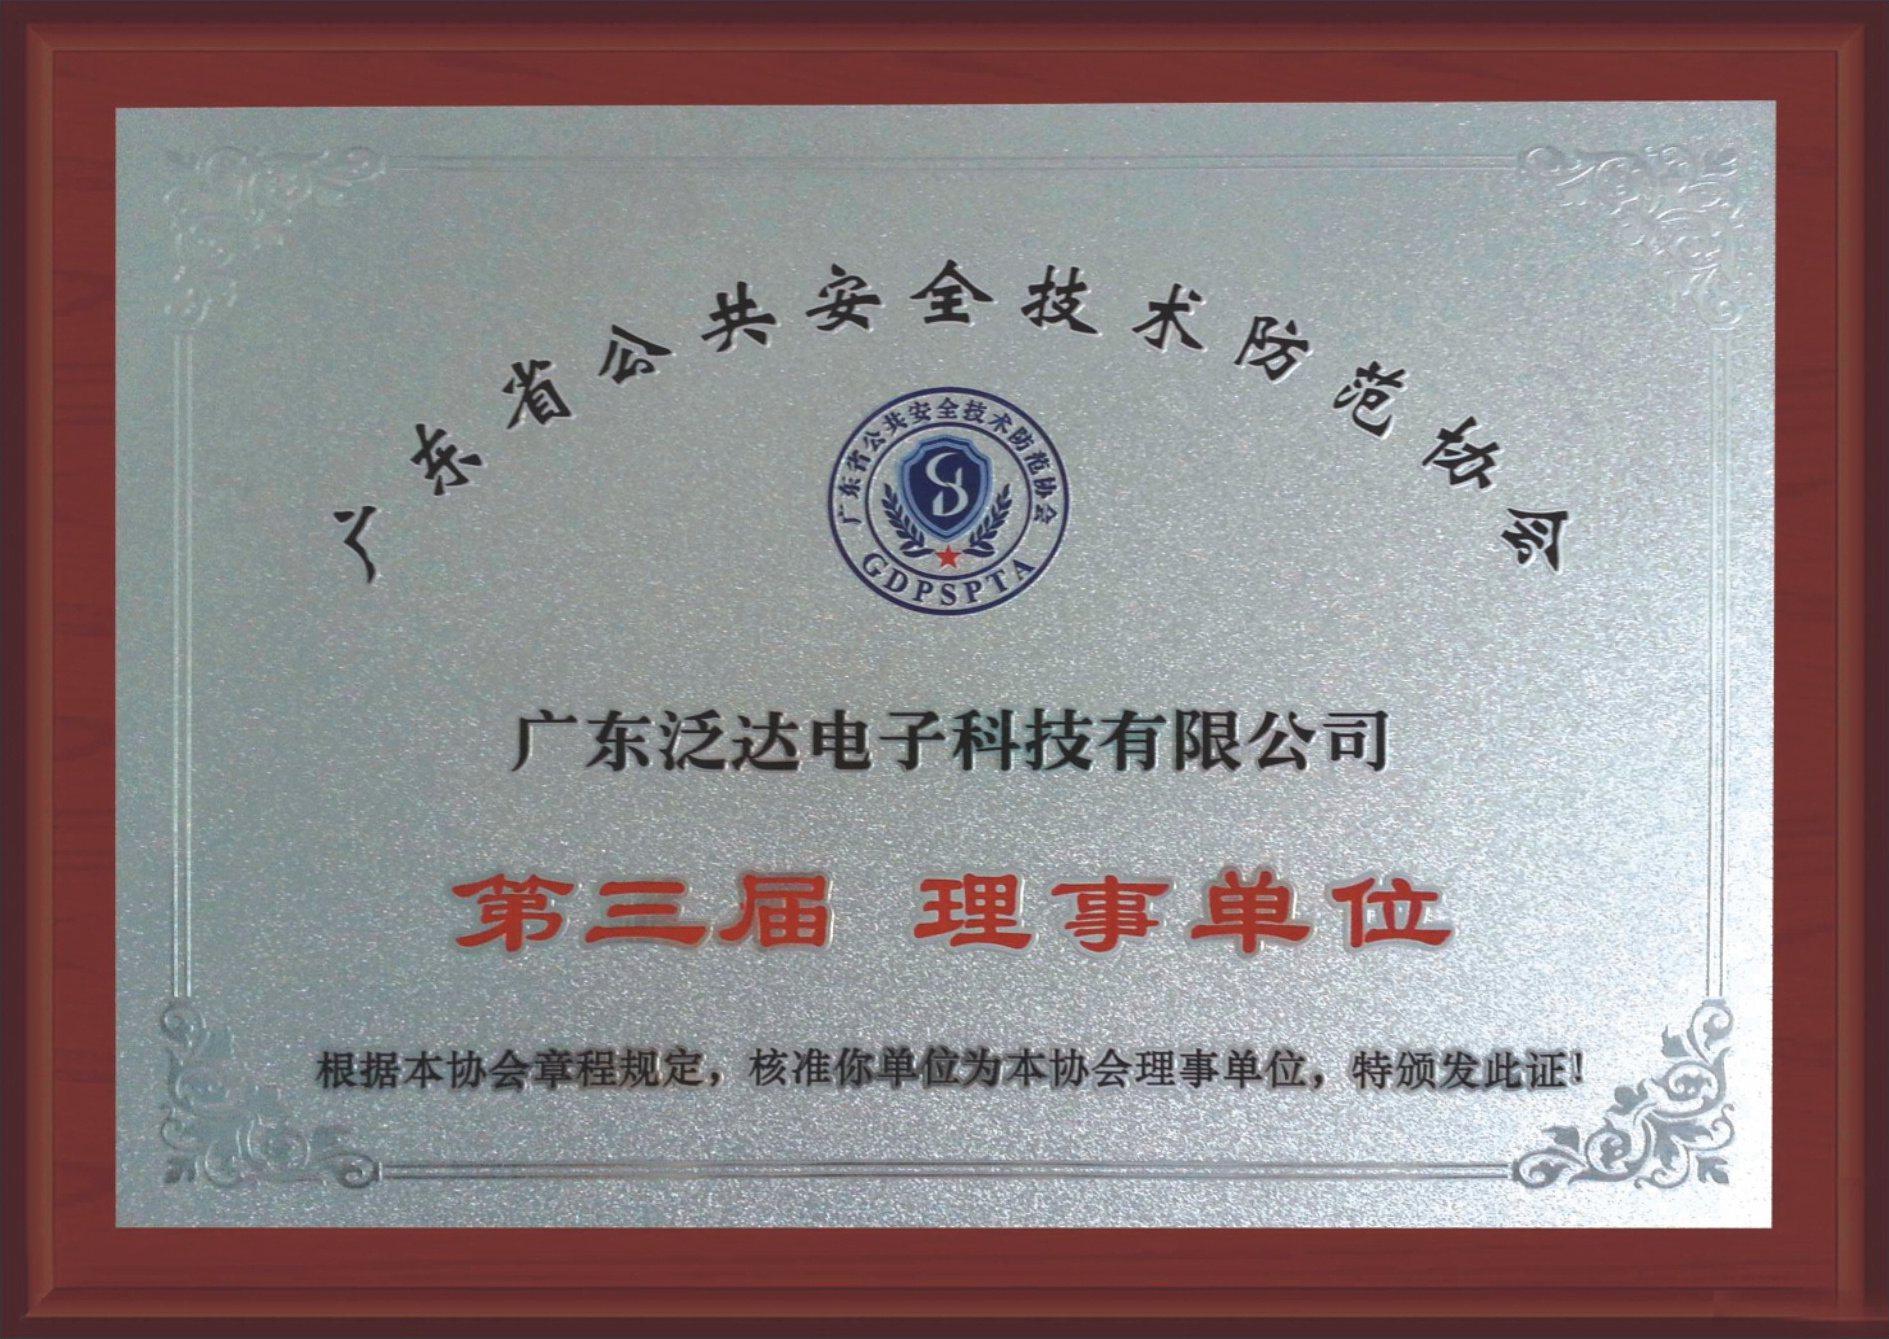 广东省公共安全技术防范协会
广东省公共安全技术防范协会
GDPSPTA
广东泛达电子科技有限公司
第三届 理事单位
根据本协会章程规定，核准你单位为本协会理事单位，特颁发此证！